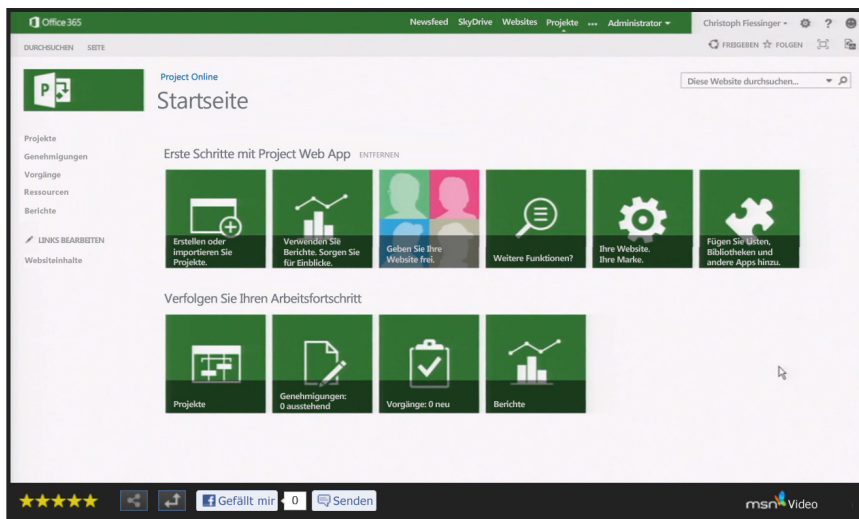 Office 365
Newsfeed SkyDrive Websites Projekte ••• Administrator Christoph Fiessinger ?
DURCHSUCHEN SEITE
FREIGEBEN FOLGEN
Project Online
Startseite
Diese Website durchsuchen...
P
Projekte
Genehmigungen
Vorgänge
Ressourcen
Berichte
LINKS BEARBEITEN
Websiteinhalte
Erste Schritte mit Project Web App ENTFERNEN
Erstellen oder
importieren Sie
Projekte.
Verwenden Sie
Berichte. Sorgen Sie
für Einblicke.
Geben Sie Ihre
Website frei.
Weitere Funktionen?
Ihre Website.
Ihre Marke.
Fügen Sie Listen,
Bibliotheken und
andere Apps hinzu.
Verfolgen Sie Ihren Arbeitsfortschritt
Projekte
Genehmigungen:
0 ausstehend
Vorgänge: 0 neu
Berichte
Gefällt mir 0 Senden
msn Video